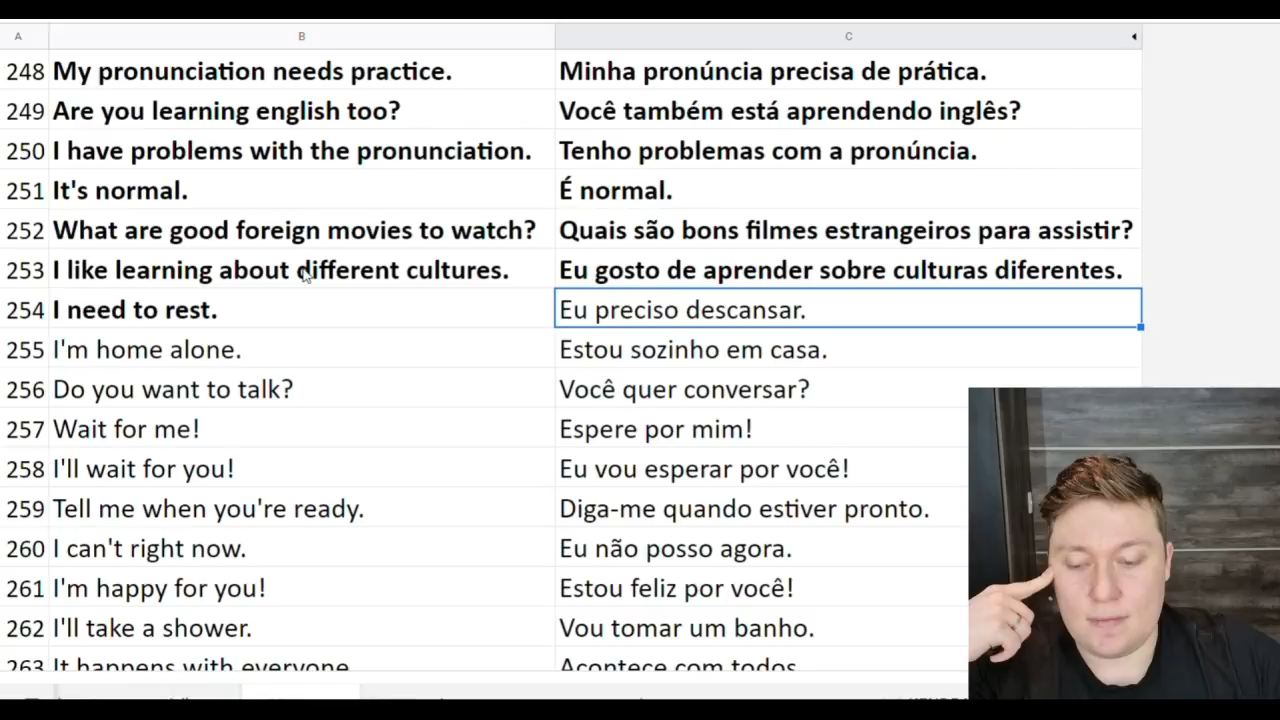 A B C
248 My pronunciation needs practice. Minha pronúncia precisa de prática.
249 Are you learning english too? Você também está aprendendo inglês?
250 I have problems with the pronunciation. Tenho problemas com a pronúncia.
251 It's normal. É normal.
252 What are good foreign movies to watch? Quais são bons filmes estrangeiros para assistir?
253 I like learning about different cultures. Eu gosto de aprender sobre culturas diferentes.
254 I need to rest. Eu preciso descansar.
255 I'm home alone. Estou sozinho em casa.
256 Do you want to talk? Você quer conversar?
257 Wait for me! Espere por mim!
258 I'll wait for you! Eu vou esperar por você!
259 Tell me when you're ready. Diga-me quando estiver pronto.
260 I can't right now. Eu não posso agora.
261 I'm happy for you! Estou feliz por você!
262 I'll take a shower. Vou tomar um banho.
263 It happens with everyone Acontece com todos